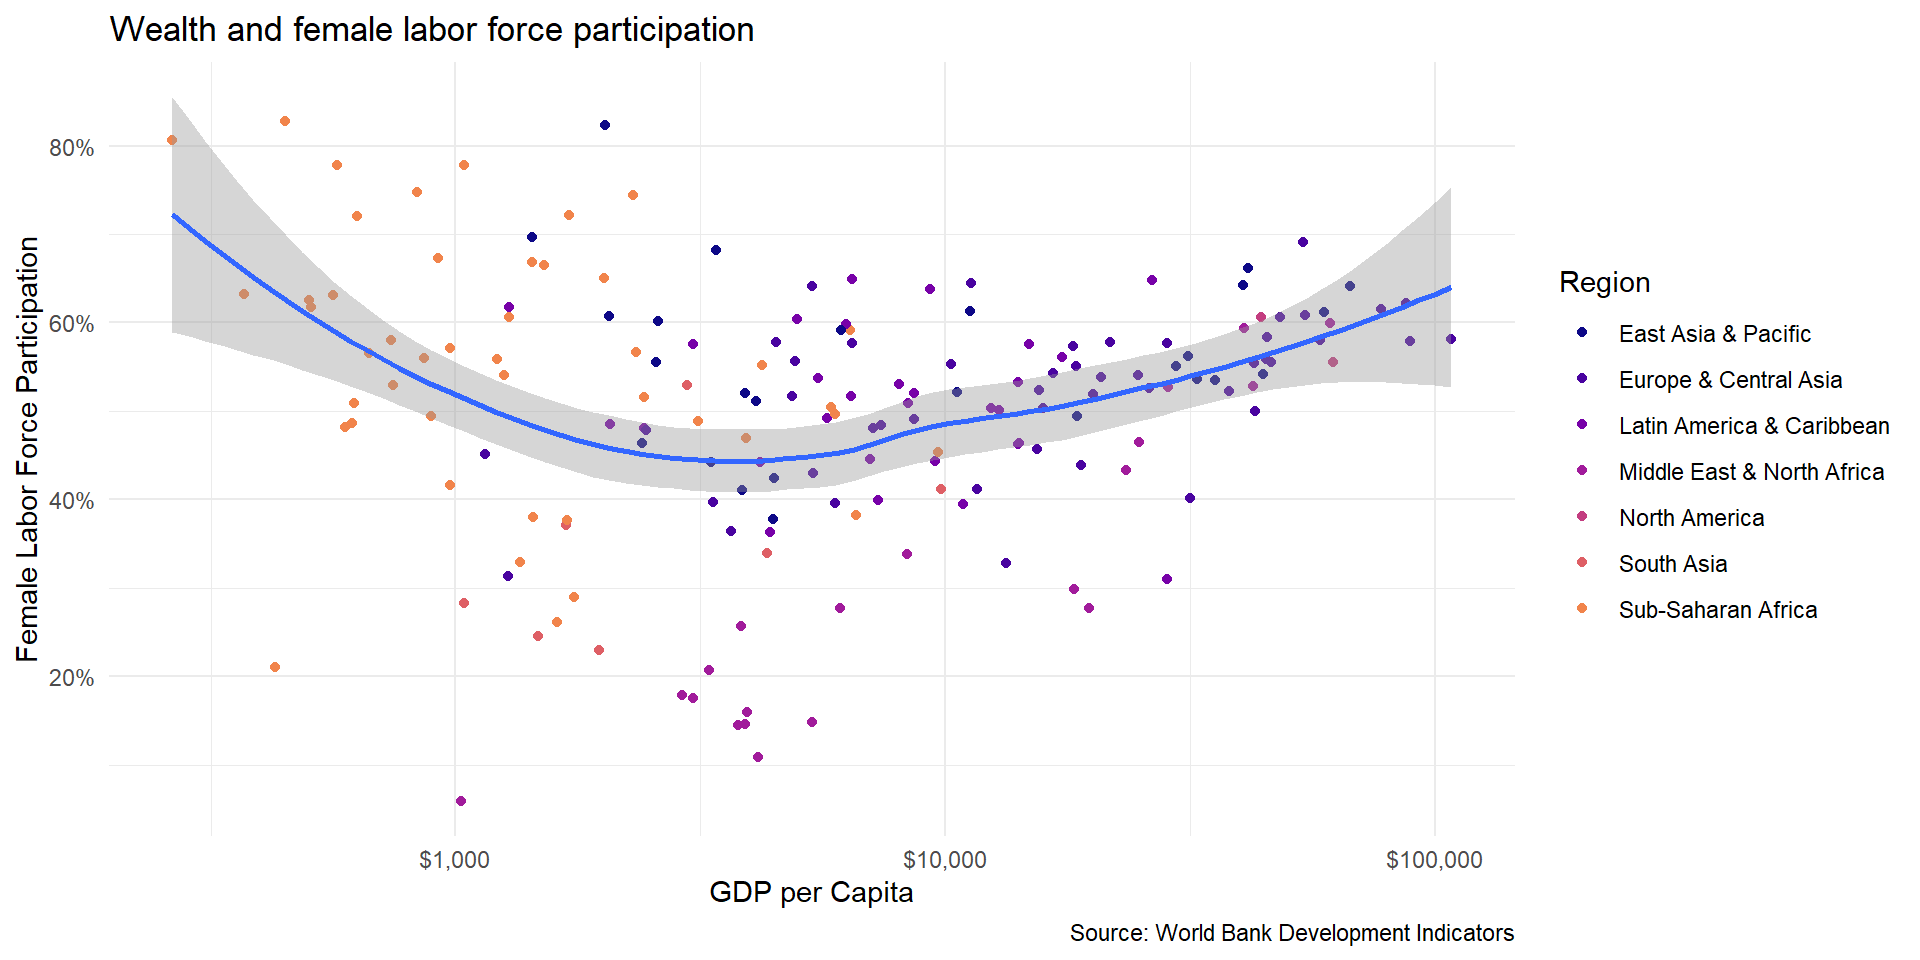 Wealth and female labor force participation
Female Labor Force Participation
80%
60%
40%
20%
$1,000
$10,000
$100,000
GDP per Capita
Region
East Asia & Pacific
Europe & Central Asia
Latin America & Caribbean
Middle East & North Africa
North America
South Asia
Sub-Saharan Africa
Source: World Bank Development Indicators